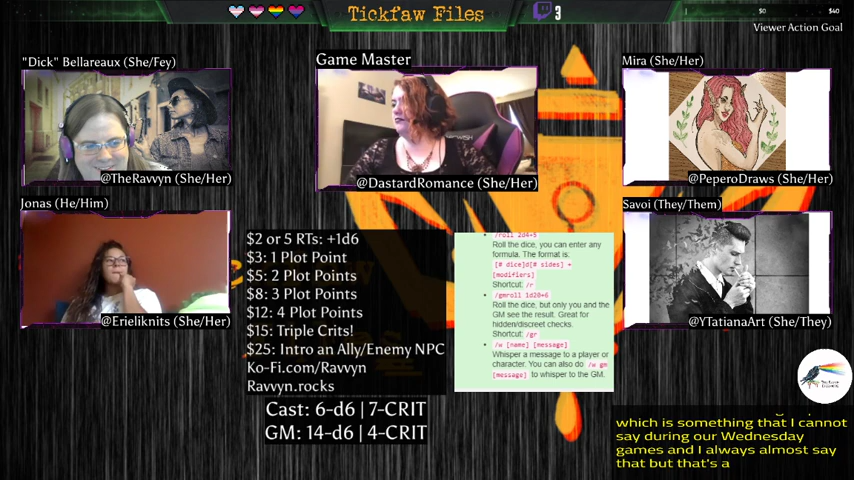 Tickfaw Files
3
$0
$40
Viewer Action Goal
"Dick" Bellareaux (She/Fey)
@TheRavvyn (She/Her)
Game Master
@DastardRomance (She/Her)
Mira (She/Her)
@PeperoDraws (She/Her)
Jonas (He/Him)
@Erieliknits (She/Her)
Savoi (They/Them)
@YTatianaArt (She/They)
$2 or 5 RTs: +1d6
$3: 1 Plot Point
$5: 2 Plot Points
$8: 3 Plot Points
$12: 4 Plot Points
$15: Triple Crits!
$25: Intro an Ally/Enemy NPC
Ko-Fi.com/Ravvyn
Ravvyn.rocks
Cast: 6-d6 | 7-CRIT
GM: 14-d6 | 4-CRIT
/roll 2d4+5
Roll the dice, you can enter any
formula. The format is:
[# dice]d[# sides] +
[modifiers]
Shortcut: /r
/gmroll 1d20+6
Roll the dice, but only you and the
GM see the result. Great for
hidden/discreet checks.
Shortcut: /gr
/w [name] [message]
Whisper a message to a player or
character. You can also do /w gm
[message] to whisper to the GM.
which is something that I cannot
say during our Wednesday
games and I always almost say
that but that's a